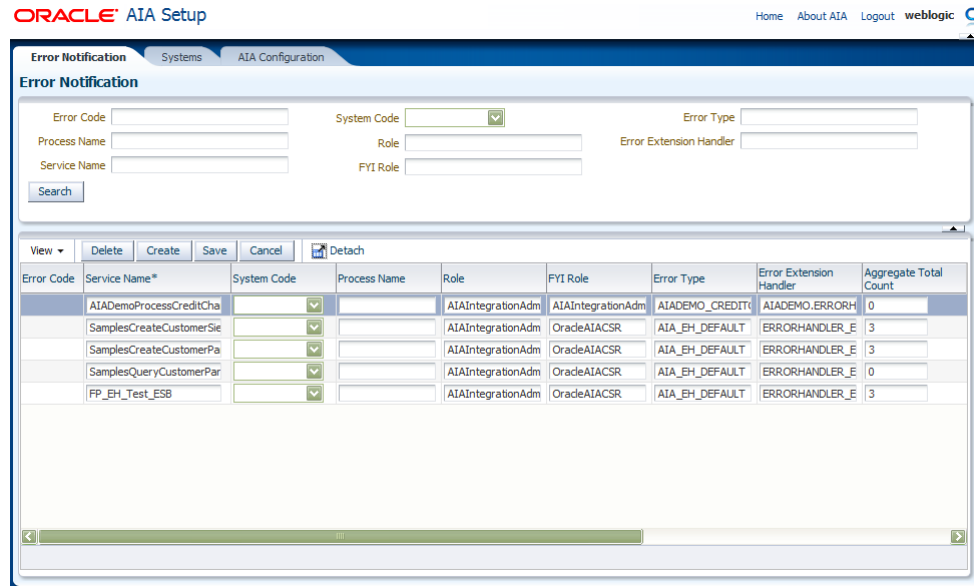 ORACLE AIA Setup
Home About AIA Logout weblogic
Error Notification Systems AIA Configuration
Error Notification
Error Code System Code Error Type
Process Name Role Error Extension Handler
Service Name FYI Role
Search
View Delete Create Save Cancel Detach
Error Code Service Name* System Code Process Name Role FYI Role Error Type Error Extension Handler Aggregate Total Count
AIADemoProcessCreditCha AIAIntegrationAdm AIAIntegrationAdm AIADEMO_CREDIT AIADEMO.ERRORH 0
SamplesCreateCustomerSie AIAIntegrationAdm OracleAIACSR AIA_EH_DEFAULT ERRORHANDLER_E 3
SamplesCreateCustomerPa AIAIntegrationAdm OracleAIACSR AIA_EH_DEFAULT ERRORHANDLER_E 3
SamplesQueryCustomerPar AIAIntegrationAdm OracleAIACSR AIA_EH_DEFAULT ERRORHANDLER_E 0
FP_EH_Test_ESB AIAIntegrationAdm OracleAIACSR AIA_EH_DEFAULT ERRORHANDLER_E 3